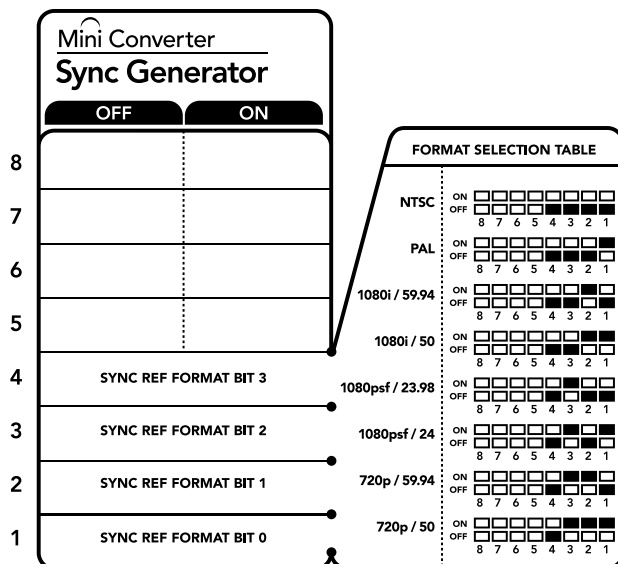 Mini Converter
Sync Generator
OFF ON
8
7
6
5
4 SYNC REF FORMAT BIT 3
3 SYNC REF FORMAT BIT 2
2 SYNC REF FORMAT BIT 1
1 SYNC REF FORMAT BIT 0
FORMAT SELECTION TABLE
NTSC
ON
OFF
8 7 6 5 4 3 2 1
PAL
ON
OFF
8 7 6 5 4 3 2 1
1080i / 59.94
ON
OFF
8 7 6 5 4 3 2 1
1080i / 50
ON
OFF
8 7 6 5 4 3 2 1
1080psf / 23.98
ON
OFF
8 7 6 5 4 3 2 1
1080psf / 24
ON
OFF
8 7 6 5 4 3 2 1
720p / 59.94
ON
OFF
8 7 6 5 4 3 2 1
720p / 50
ON
OFF
8 7 6 5 4 3 2 1